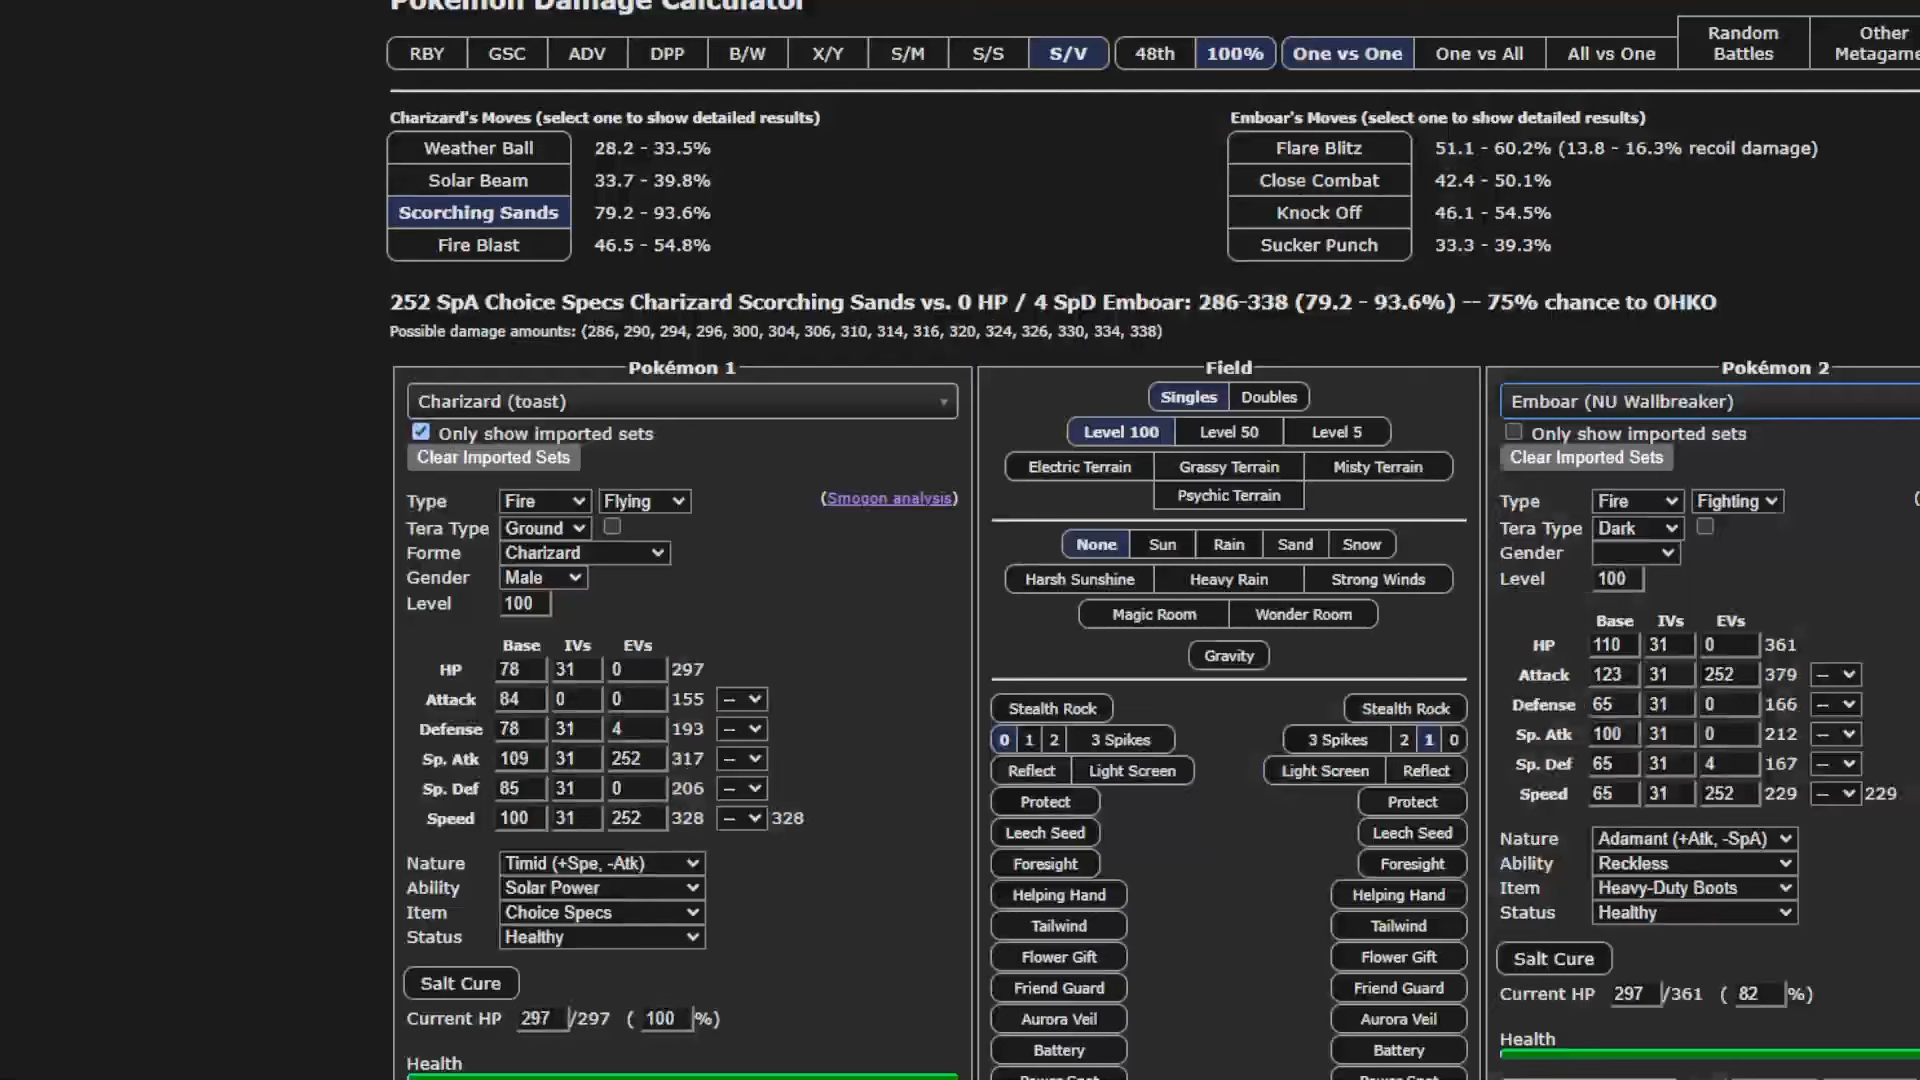 Pokémon Damage Calculator
RBY GSC ADV DPP B/W X/Y S/M S/S S/V 48th 100% One vs One One vs All All vs One Random Battles Other
Charizard's Moves (select one to show detailed results)
Weather Ball 28.2 - 33.5%
Solar Beam 33.7 - 39.8%
Scorching Sands 79.2 - 93.6%
Fire Blast 46.5 - 54.8%
Emboar's Moves (select one to show detailed results)
Flare Blitz 51.1 - 60.2% (13.8 - 16.3% recoil damage)
Close Combat 42.4 - 50.1%
Knock Off 46.1 - 54.5%
Sucker Punch 33.3 - 39.3%
252 SpA Choice Specs Charizard Scorching Sands vs. 0 HP / 4 SpD Emboar: 286-338 (79.2 - 93.6%) -- 75% chance to OHKO
Possible damage amounts: (286, 290, 294, 296, 300, 304, 306, 310, 314, 316, 320, 324, 326, 330, 334, 338)
Pokémon 1
Charizard (toast)
Only show imported sets
Clear Imported Sets
Type Fire Flying (Smogon analysis)
Tera Type Ground
Forme Charizard
Gender Male
Level 100
Base IVs EVs
HP 78 31 0 297
Attack 84 0 0 155 --
Defense 78 31 4 193 --
Sp. Atk 109 31 252 317 --
Sp. Def 85 31 0 206 --
Speed 100 31 252 328 -- 328
Nature Timid (+Spe, -Atk)
Ability Solar Power
Item Choice Specs
Status Healthy
Salt Cure
Current HP 297 /297 ( 100 %)
Health
Field
Singles Doubles
Level 100 Level 50 Level 5
Electric Terrain Grassy Terrain Misty Terrain
Psychic Terrain
None Sun Rain Sand Snow
Harsh Sunshine Heavy Rain Strong Winds
Magic Room Wonder Room
Gravity
Stealth Rock Stealth Rock
0 1 2 3 Spikes 3 Spikes 2 1 0
Reflect Light Screen Light Screen Reflect
Protect Protect
Leech Seed Leech Seed
Foresight Foresight
Helping Hand Helping Hand
Tailwind Tailwind
Flower Gift Flower Gift
Friend Guard Friend Guard
Aurora Veil Aurora Veil
Battery Battery
Pokémon 2
Emboar (NU Wallbreaker)
Only show imported sets
Clear Imported Sets
Type Fire Fighting (
Tera Type Dark
Gender
Level 100
Base IVs EVs
HP 110 31 0 361
Attack 123 31 252 379 --
Defense 65 31 0 166 --
Sp. Atk 100 31 0 212 --
Sp. Def 65 31 4 167 --
Speed 65 31 252 229 -- 229
Nature Adamant (+Atk, -SpA)
Ability Reckless
Item Heavy-Duty Boots
Status Healthy
Salt Cure
Current HP 297 /361 ( 82 %)
Health